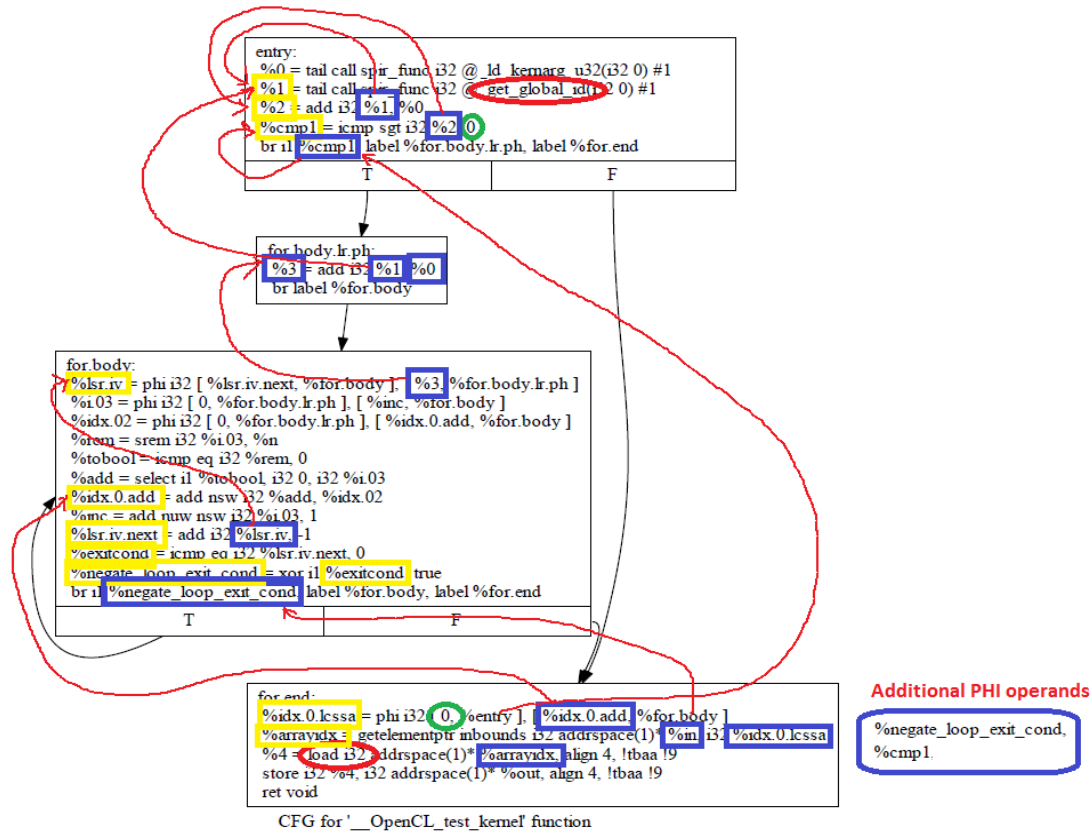 entry:
%0 = tail call spir_func i32 @_ld_kernarg_u32(i32 0) #1
%1 = tail call spir_func i32 @_get_global_id(i32 0) #1
%2 = add i32 %1, %0
%cmp1 = icmp sgt i32 %2, 0
br i1 %cmp1, label %for.body.lr.ph, label %for.end
T F
for.body.lr.ph:
%3 = add i32 %1, %0
br label %for.body
for.body:
%lsr.iv = phi i32 [ %lsr.iv.next, %for.body ], [ %3, %for.body.lr.ph ]
%i.03 = phi i32 [ 0, %for.body.lr.ph ], [ %inc, %for.body ]
%idx.02 = phi i32 [ 0, %for.body.lr.ph ], [ %idx.0.add, %for.body ]
%rem = srem i32 %i.03, %n
%tobool = icmp eq i32 %rem, 0
%add = select i1 %tobool, i32 0, i32 %i.03
%idx.0.add = add nsw i32 %add, %idx.02
%inc = add nuw nsw i32 %i.03, 1
%lsr.iv.next = add i32 %lsr.iv, -1
%exitcond = icmp eq i32 %lsr.iv.next, 0
%negate_loop_exit_cond = xor i1 %exitcond, true
br i1 %negate_loop_exit_cond, label %for.body, label %for.end
T F
for.end:
%idx.0.lcssa = phi i32 [ 0, %entry ], [ %idx.0.add, %for.body ]
%arrayidx = getelementptr inbounds i32 addrspace(1)* %in, i32 %idx.0.lcssa
%4 = load i32 addrspace(1)* %arrayidx, align 4, !tbaa !9
store i32 %4, i32 addrspace(1)* %out, align 4, !tbaa !9
ret void
Additional PHI operands
%negate_loop_exit_cond,
%cmp1,
CFG for '__OpenCL_test_kernel' function